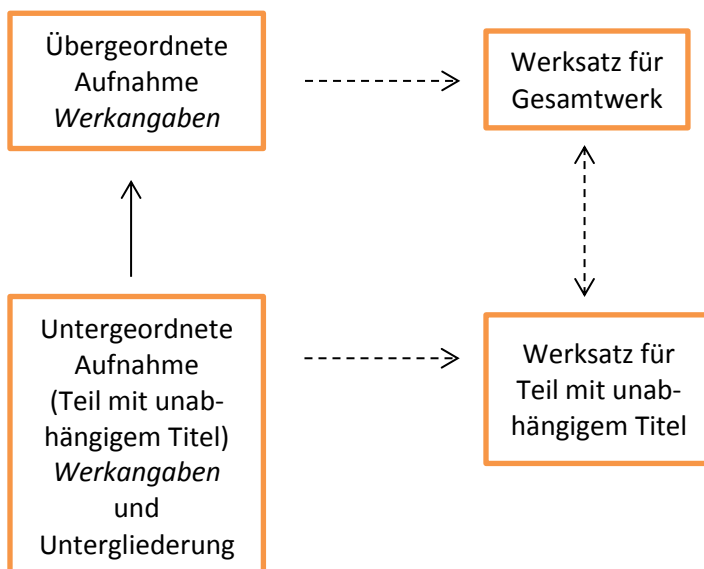 Übergeordnete
Aufnahme
Werkangaben
Werksatz für
Gesamtwerk
Untergeordnete
Aufnahme
(Teil mit unab-
hängigem Titel)
Werkangaben
und
Untergliederung
Werksatz für
Teil mit unab-
hängigem Titel